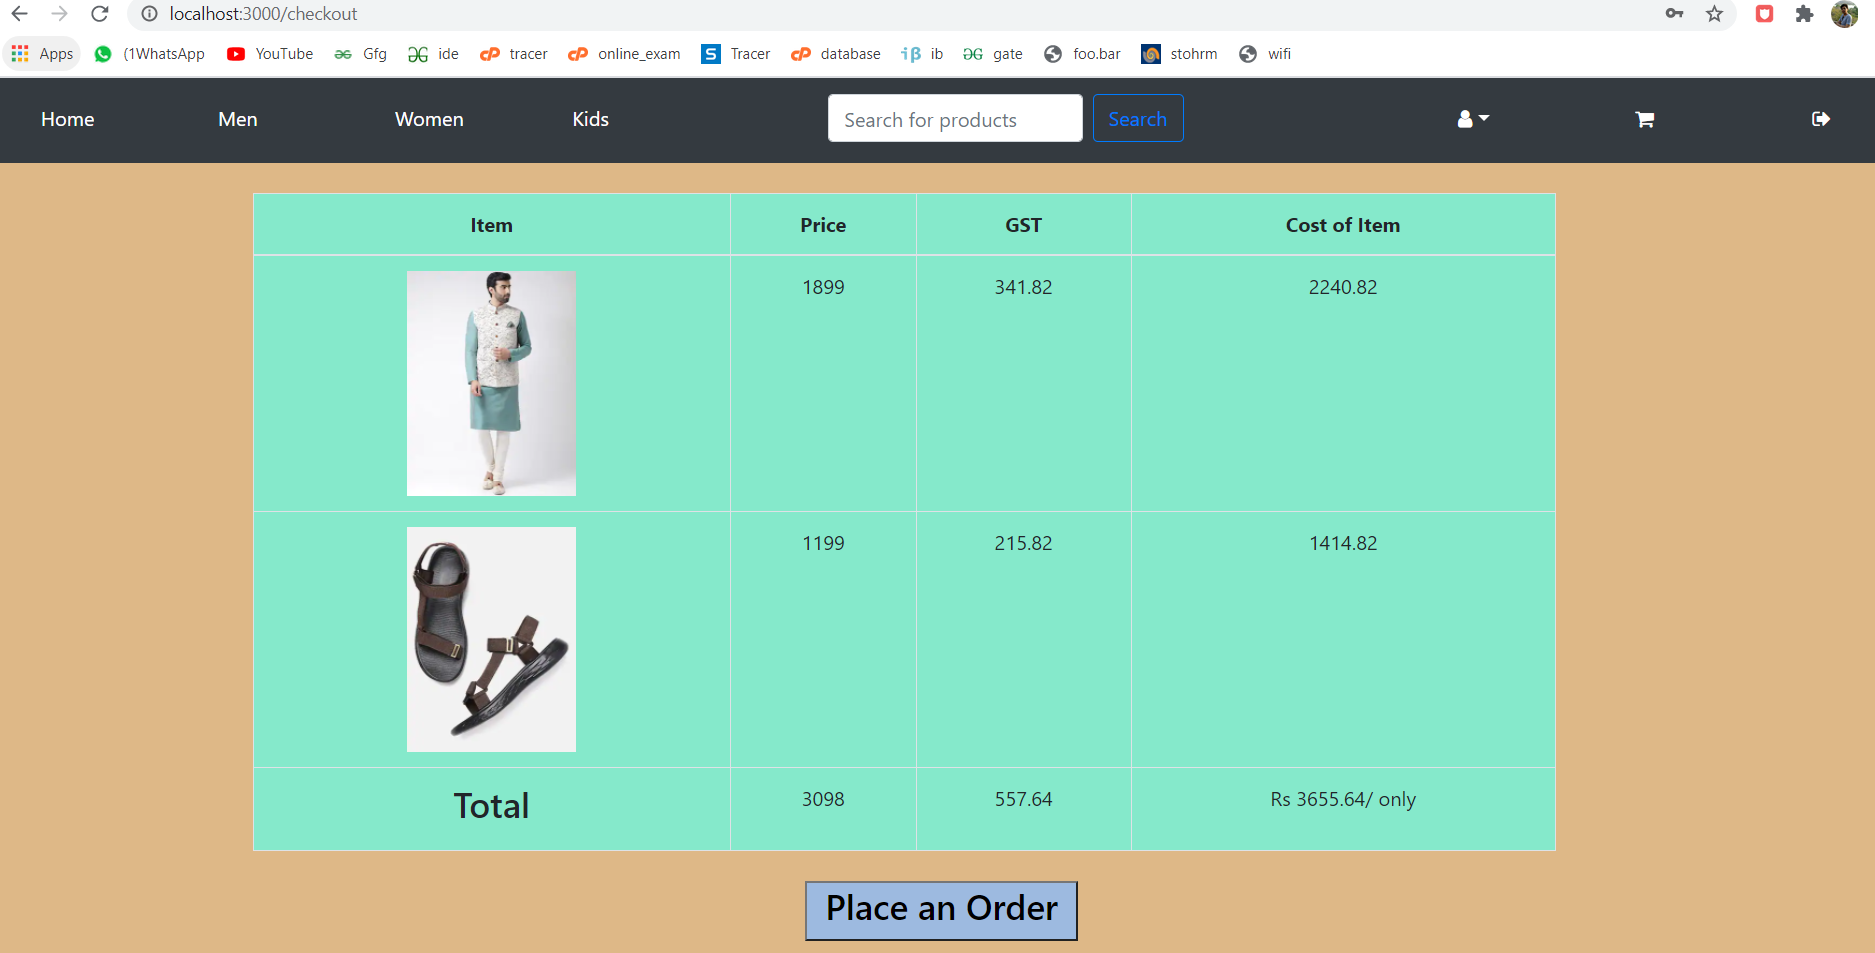 localhost:3000/checkout
Apps (1WhatsApp YouTube Gfg ide tracer online_exam Tracer database ib gate foo.bar stohrm wifi
Home Men Women Kids Search for products Search
Item Price GST Cost of Item
1899 341.82 2240.82
1199 215.82 1414.82
Total 3098 557.64 Rs 3655.64/ only
Place an Order